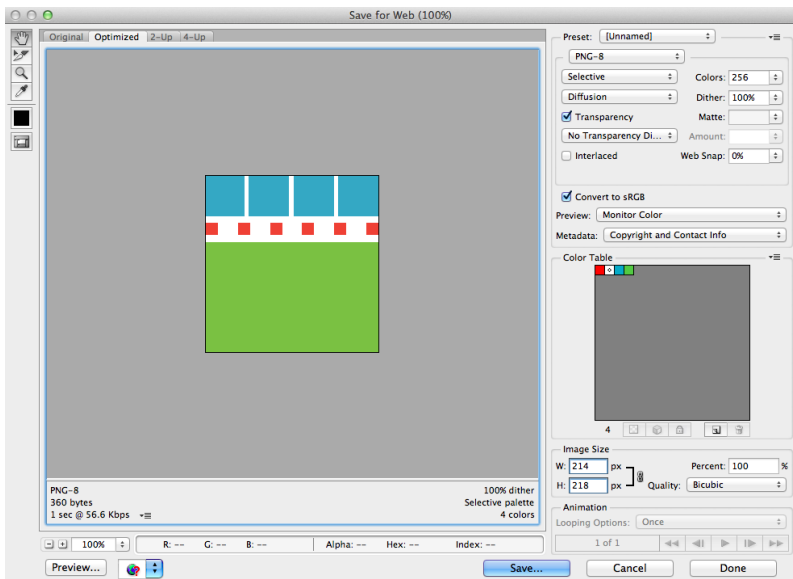 Save for Web (100%)
Original Optimized 2-Up 4-Up
Preset: [Unnamed]
PNG-8
Selective Colors: 256
Diffusion Dither: 100%
Transparency Matte:
No Transparency Di... Amount:
Interlaced Web Snap: 0%
Convert to sRGB
Preview: Monitor Color
Metadata: Copyright and Contact Info
Color Table
4
Image Size
W: 214 px Percent: 100 %
H: 218 px Quality: Bicubic
Animation
Looping Options: Once
1 of 1
PNG-8 100% dither
360 bytes Selective palette
1 sec @ 56.6 Kbps 4 colors
100% R: -- G: -- B: -- Alpha: -- Hex: -- Index: --
Preview... Save... Cancel Done